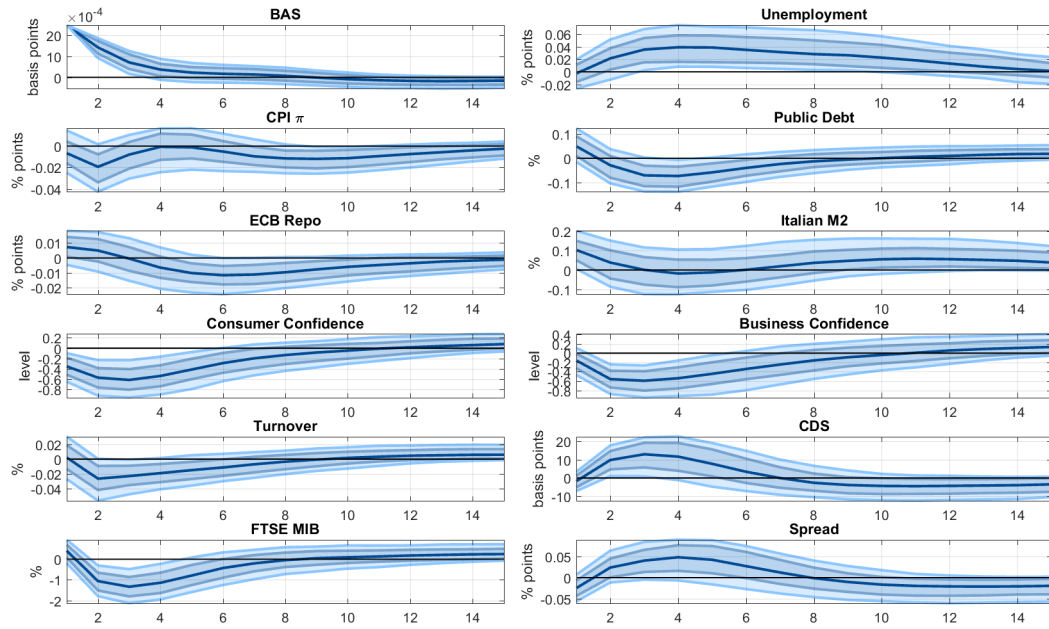 BAS
×10⁻⁴
basis points
20
10
0
2 4 6 8 10 12 14
Unemployment
% points
0.06
0.04
0.02
0
-0.02
2 4 6 8 10 12 14
CPI π
% points
0
-0.02
-0.04
2 4 6 8 10 12 14
Public Debt
%
0.1
0
-0.1
2 4 6 8 10 12 14
ECB Repo
% points
0.01
0
-0.01
-0.02
2 4 6 8 10 12 14
Italian M2
%
0.2
0.1
0
-0.1
2 4 6 8 10 12 14
Consumer Confidence
level
0.2
0
-0.2
-0.4
-0.6
-0.8
2 4 6 8 10 12 14
Business Confidence
level
0.4
0.2
0
-0.2
-0.4
-0.6
-0.8
2 4 6 8 10 12 14
Turnover
%
0.02
0
-0.02
-0.04
2 4 6 8 10 12 14
CDS
basis points
20
10
0
-10
2 4 6 8 10 12 14
FTSE MIB
%
0
-1
-2
2 4 6 8 10 12 14
Spread
% points
0.05
0
-0.05
2 4 6 8 10 12 14